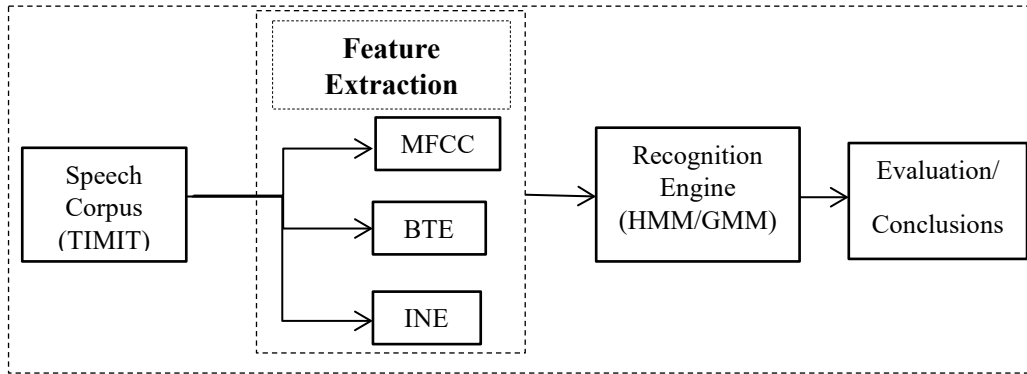 Feature
Extraction
MFCC
BTE
INE
Speech
Corpus
(TIMIT)
Recognition
Engine
(HMM/GMM)
Evaluation/
Conclusions